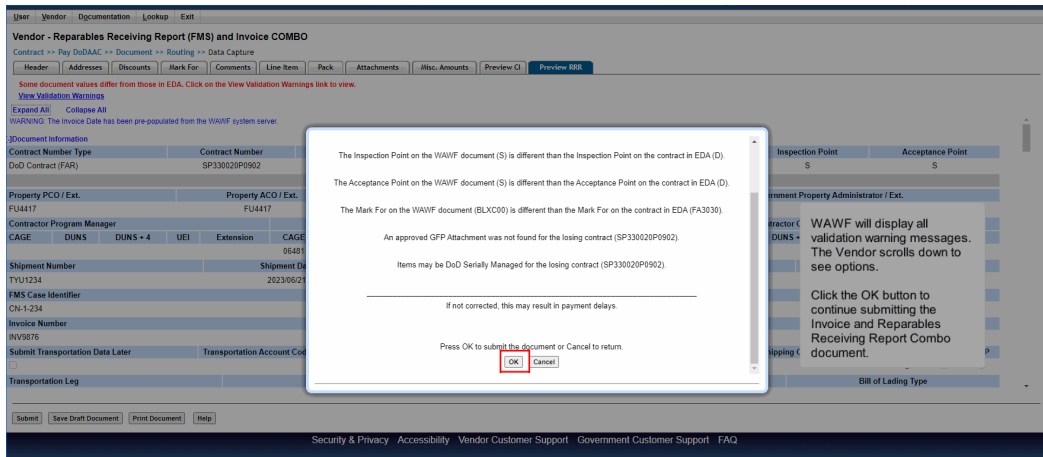 User Vendor Documentation Lookup Exit
Vendor - Reparables Receiving Report (FMS) and Invoice COMBO
Contract >> Pay DoDAAC >> Document >> Routing >> Data Capture
Header Addresses Discounts Mark For Comments Line Item Pack Attachments Misc. Amounts Preview CI Preview RRR
Some document values differ from those in EDA. Click on the View Validation Warnings link to view.
View Validation Warnings
Expand All Collapse All
WARNING: The Invoice Date has been pre-populated from the WAWF system server.
Document Information
Contract Number Type Contract Number Inspection Point Acceptance Point
DoD Contract (FAR) SP330020P0902 S S
Property PCO / Ext. Property ACO / Ext. Property Administrator / Ext.
FU4417 FU4417
Contractor Program Manager
CAGE DUNS DUNS + 4 UEI Extension CAGE DUNS +
06481
Shipment Number
TYU1234 2023/06/21
FMS Case Identifier
CN-1-234
Invoice Number
INV9876
Submit Transportation Data Later Transportation Account
Transportation Leg Bill of Lading Type
The Inspection Point on the WAWF document (S) is different than the Inspection Point on the contract in EDA (D).
The Acceptance Point on the WAWF document (S) is different than the Acceptance Point on the contract in EDA (D).
The Mark For on the WAWF document (BLXC00) is different than the Mark For on the contract in EDA (FA3030).
An approved GFP Attachment was not found for the losing contract (SP330020P0902).
Items may be DoD Serially Managed for the losing contract (SP330020P0902).
If not corrected, this may result in payment delays.
Press OK to submit the document or Cancel to return.
OK Cancel
WAWF will display all
validation warning messages.
The Vendor scrolls down to
see options.
Click the OK button to
continue submitting the
Invoice and Reparables
Receiving Report Combo
document.
Submit Save Draft Document Print Document Help
Security & Privacy Accessibility Vendor Customer Support Government Customer Support FAQ